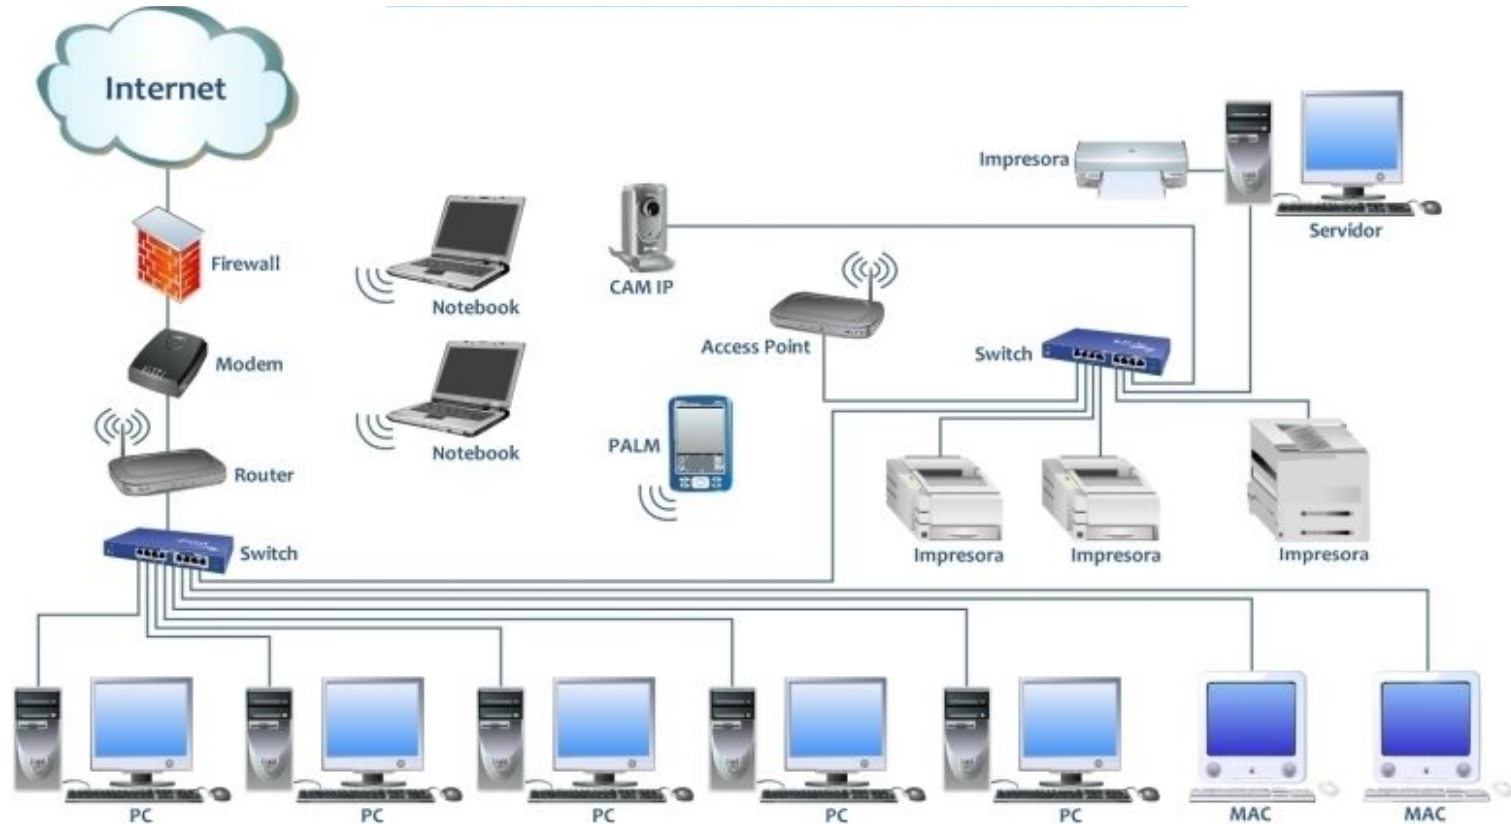 Internet
Impresora
Servidor
Firewall
Notebook
CAM IP
Access Point
Switch
Modem
Notebook
PALM
Router
Switch
Impresora
Impresora
Impresora
PC
PC
PC
PC
PC
MAC
MAC